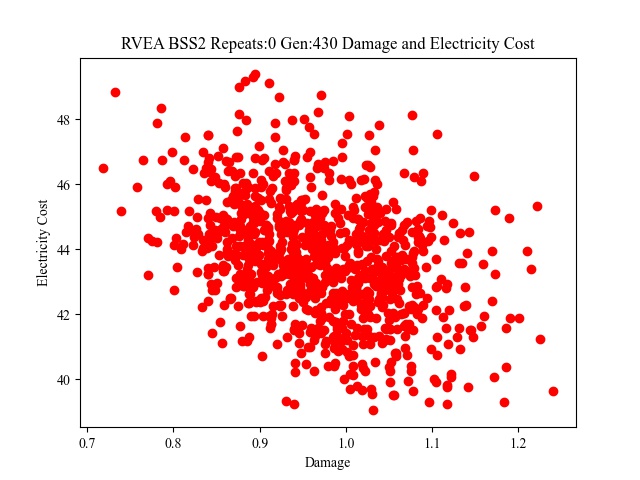 RVEA BSS2 Repeats:0 Gen:430 Damage and Electricity Cost
Electricity Cost
48
46
44
42
40
0.7 0.8 0.9 1.0 1.1 1.2
Damage